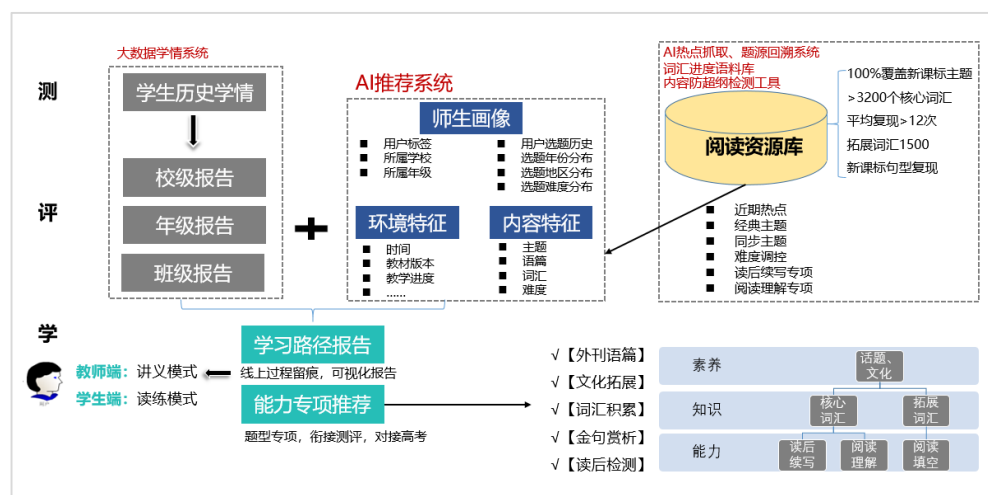 大数据学情系统
测
评
学
学生历史学情
校级报告
年级报告
班级报告
AI推荐系统
师生画像
用户标签
所属学校
所属年级
用户选题历史
选题年份分布
选题地区分布
选题难度分布
环境特征
时间
教材版本
教学进度
……
内容特征
主题
语篇
词汇
难度
AI热点抓取、题源回溯系统
词汇进度语料库
内容防超纲检测工具
阅读资源库
100%覆盖新课标主题
>3200个核心词汇
平均复现>12次
拓展词汇1500
新课标句型复现
近期热点
经典主题
同步主题
难度调控
读后续写专项
阅读理解专项
学习路径报告
线上过程留痕，可视化报告
教师端：讲义模式
学生端：读练模式
能力专项推荐
题型专项，衔接测评，对接高考
√【外刊语篇】
√【文化拓展】
√【词汇积累】
√【金句赏析】
√【读后检测】
素养
话题、
文化
知识
核心
词汇
拓展
词汇
能力
读后
续写
阅读
理解
阅读
填空